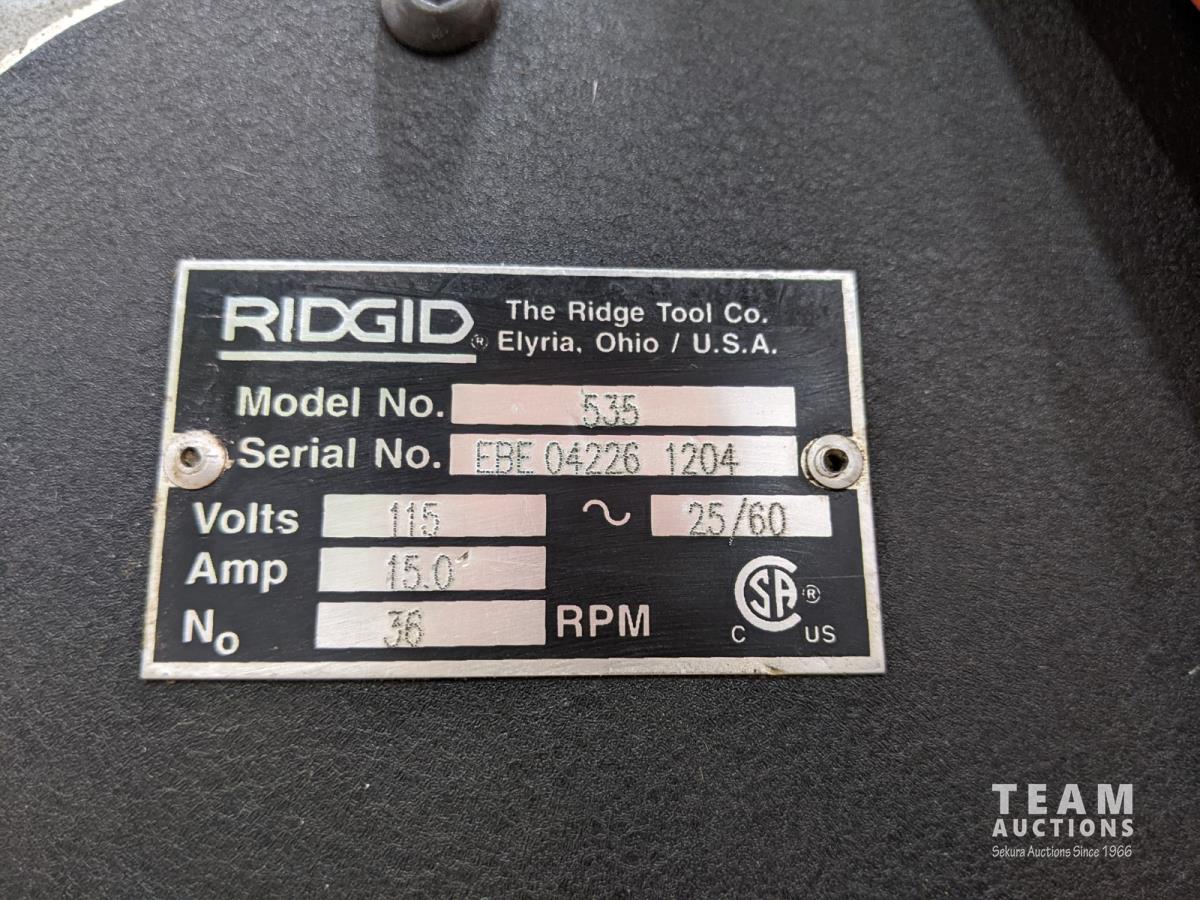 RIDGID® The Ridge Tool Co.
Elyria, Ohio / U.S.A.
Model No. 535
Serial No. EBE 04226 1204
Volts 115 ~ 25/60
Amp 15.0
No 36 RPM
CSA®
C US
TEAM
AUCTIONS
Sekura Auctions Since 1966